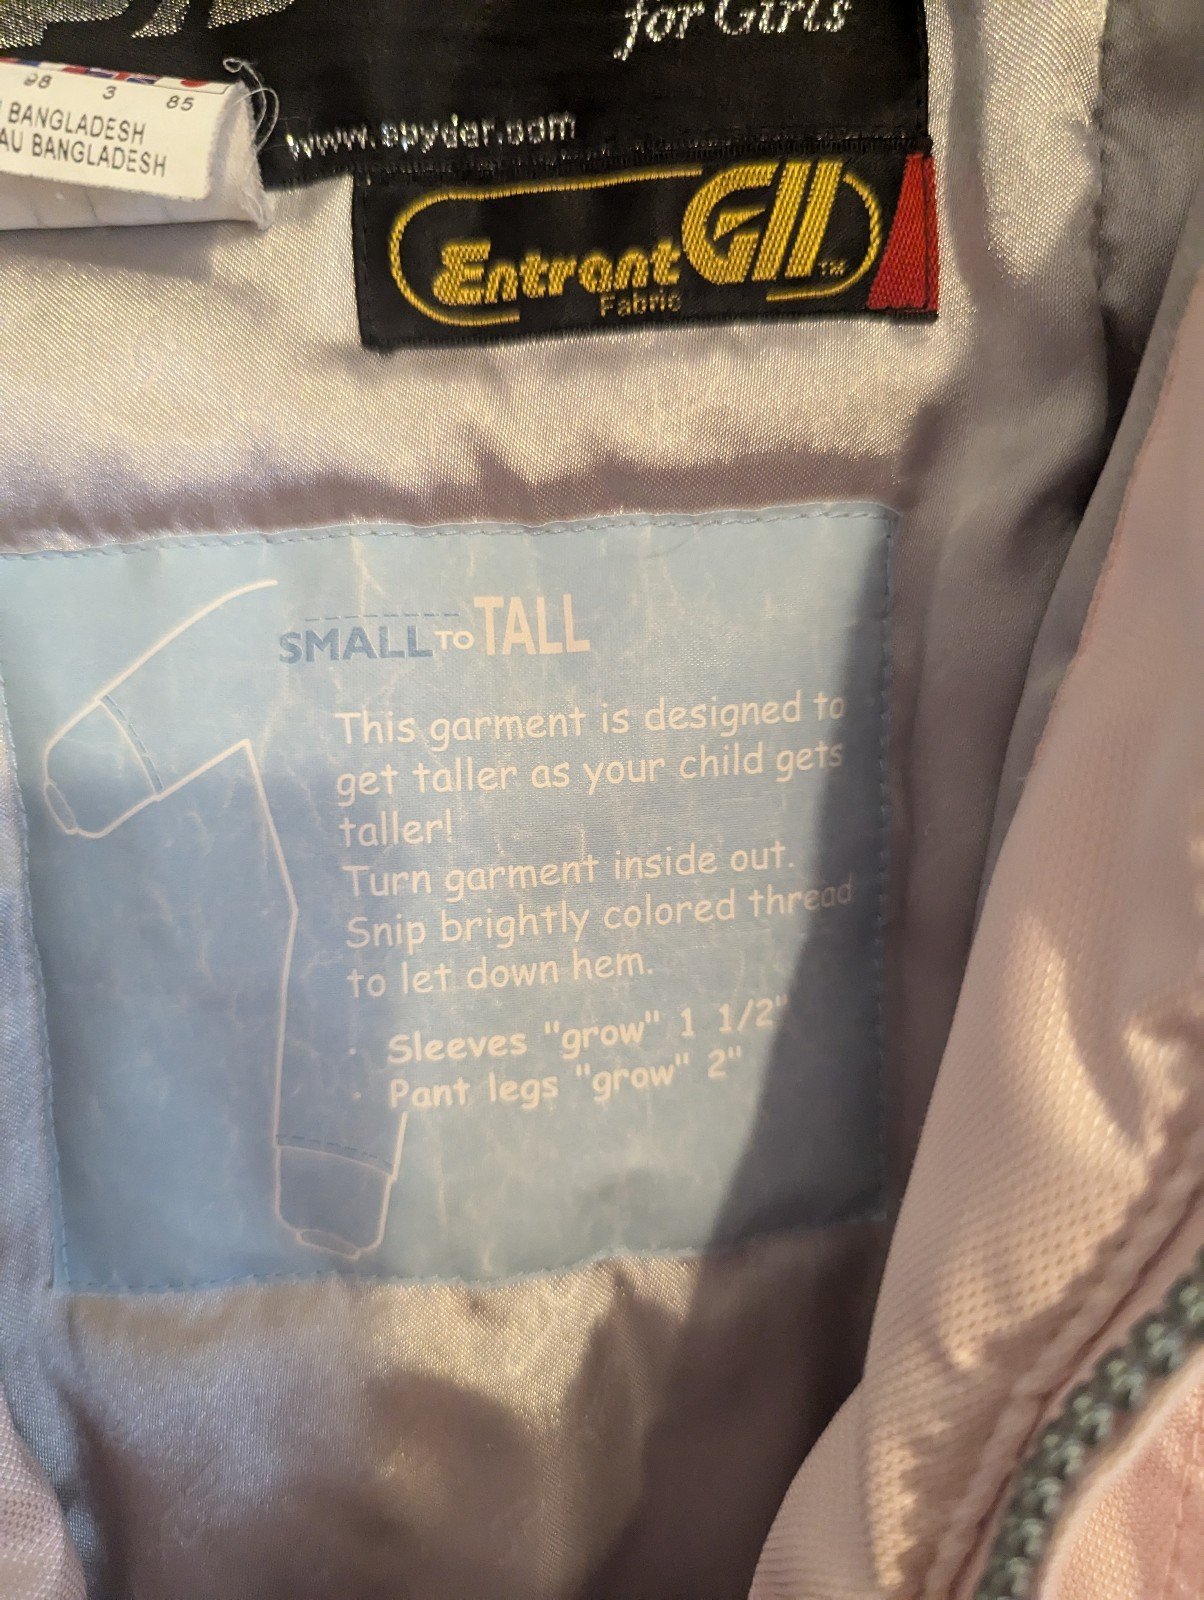 for Girls
98 3 85
BANGLADESH
AU BANGLADESH
www.spyder.com
Entrant GII TM
Fabric
SMALL TO TALL
This garment is designed to
get taller as your child gets
taller!
Turn garment inside out.
Snip brightly colored thread
to let down hem.
· Sleeves "grow" 1 1/2"
· Pant legs "grow" 2"